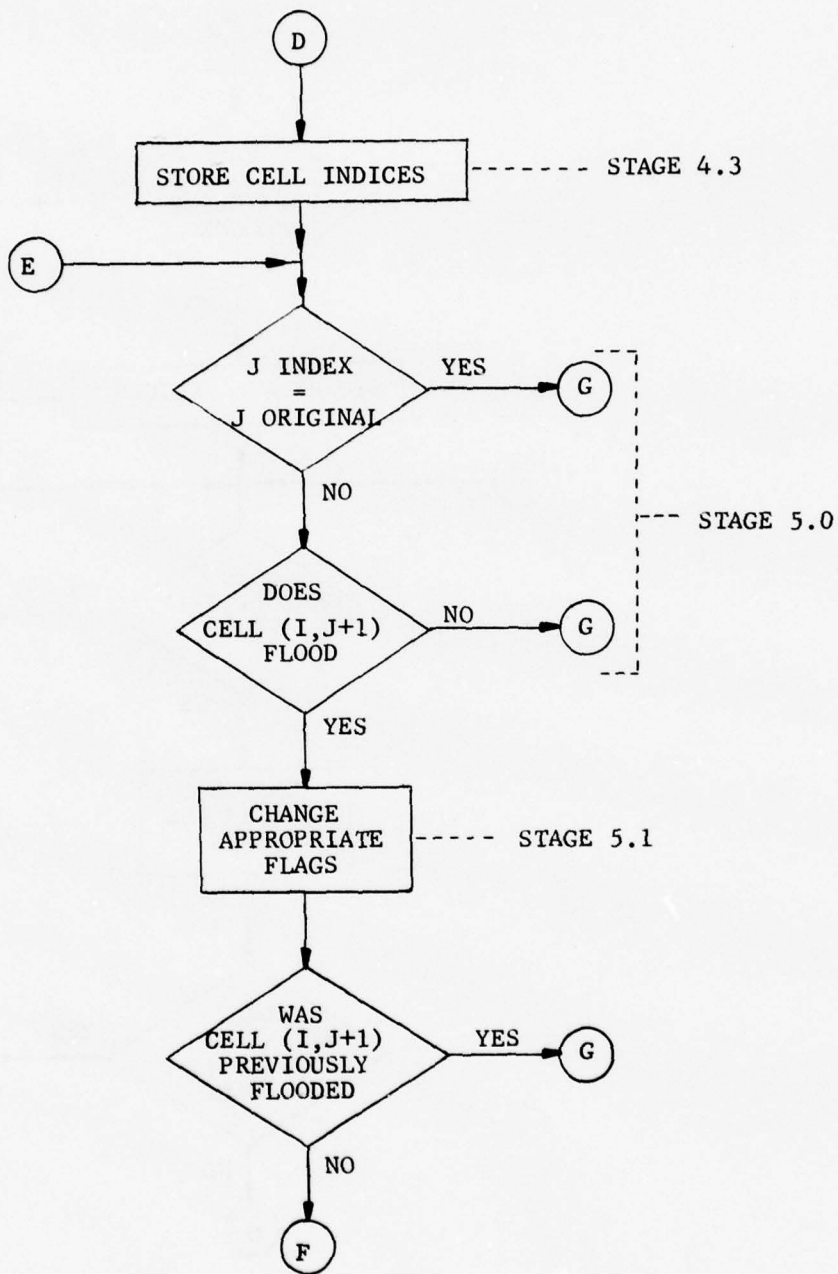 D
STORE CELL INDICES
STAGE 4.3
E
J INDEX
=
J ORIGINAL
YES
G
NO
STAGE 5.0
DOES
CELL (I,J+1)
FLOOD
NO
G
YES
CHANGE
APPROPRIATE
FLAGS
STAGE 5.1
WAS
CELL (I,J+1)
PREVIOUSLY
FLOODED
YES
G
NO
F